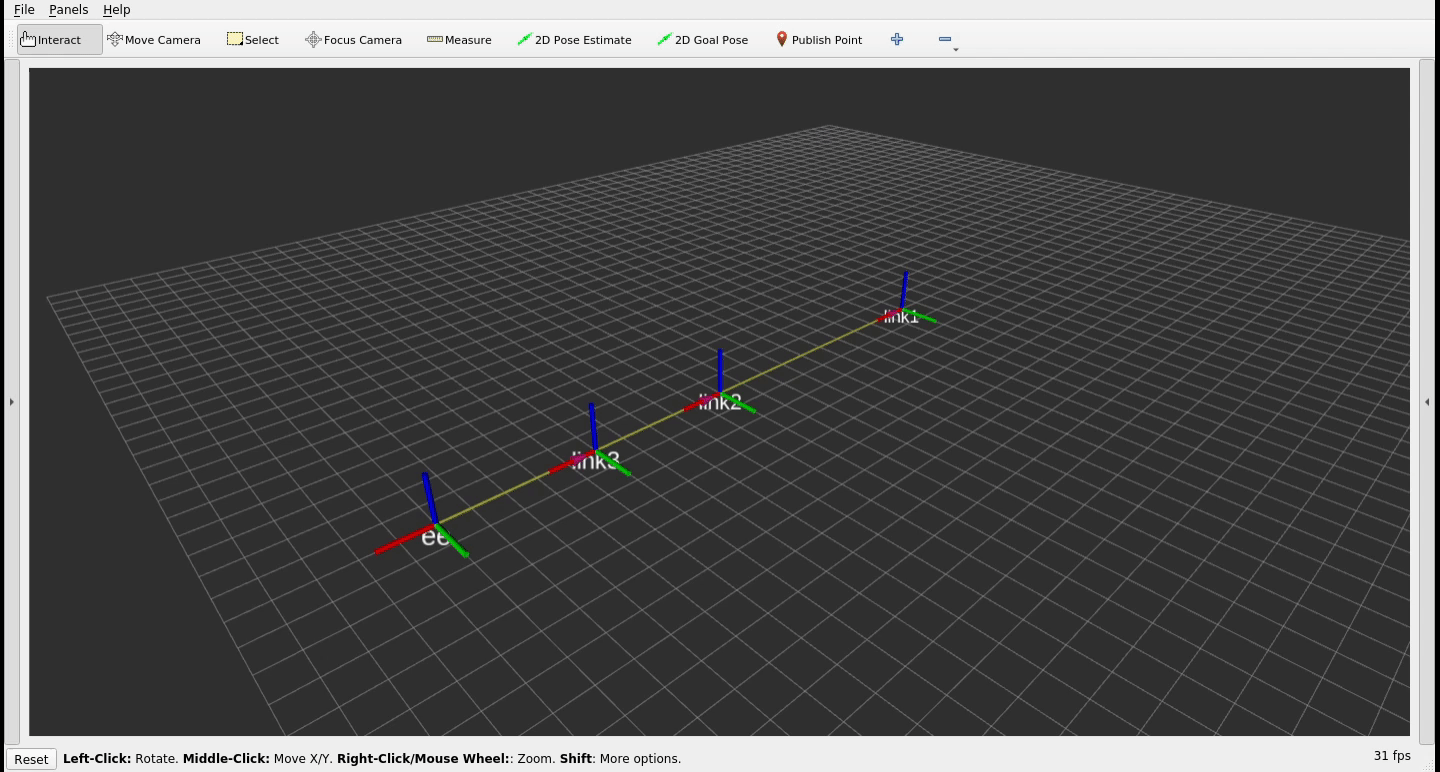 File Panels Help
Interact Move Camera Select Focus Camera Measure 2D Pose Estimate 2D Goal Pose Publish Point
link1
link2
link3
ee
Reset Left-Click: Rotate. Middle-Click: Move X/Y. Right-Click/Mouse Wheel:: Zoom. Shift: More options. 31 fps